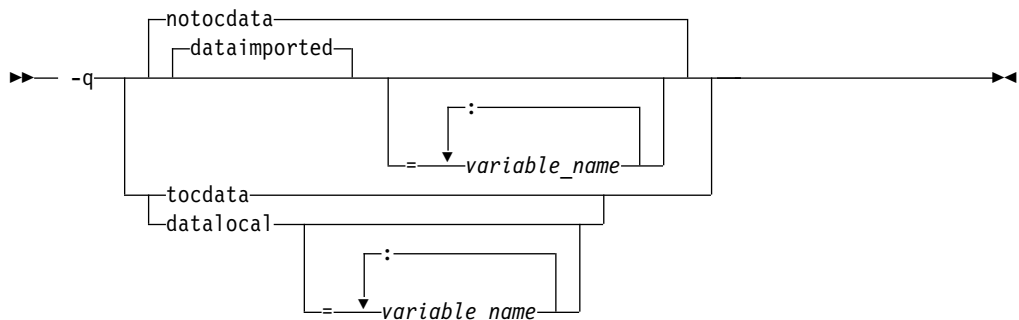 notocdata
dataimported
-q
:
= variable_name
tocdata
datalocal
:
= variable_name